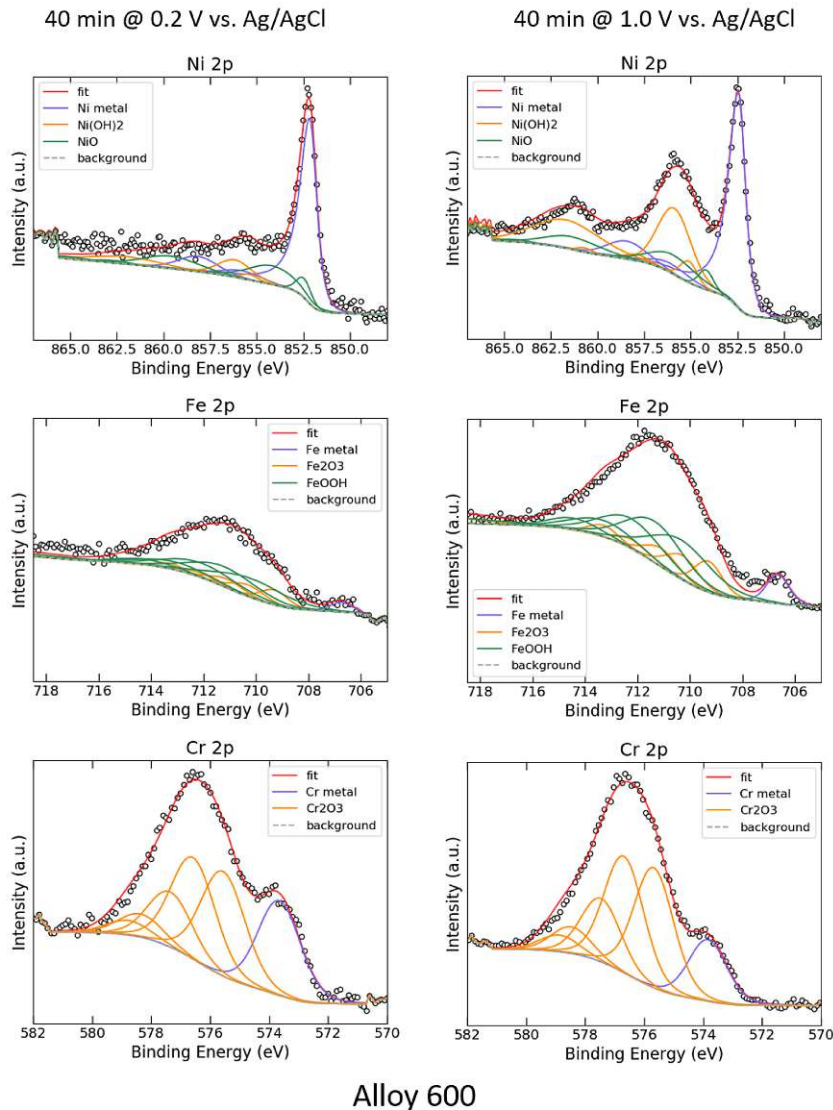 40 min @ 0.2 V vs. Ag/AgCl
40 min @ 1.0 V vs. Ag/AgCl
Ni 2p
fit
Ni metal
Ni(OH)2
NiO
background
Intensity (a.u.)
865.0 862.5 860.0 857.5 855.0 852.5 850.0
Binding Energy (eV)
Ni 2p
fit
Ni metal
Ni(OH)2
NiO
background
Intensity (a.u.)
865.0 862.5 860.0 857.5 855.0 852.5 850.0
Binding Energy (eV)
Fe 2p
fit
Fe metal
Fe2O3
FeOOH
background
Intensity (a.u.)
718 716 714 712 710 708 706
Binding Energy (eV)
Fe 2p
fit
Fe metal
Fe2O3
FeOOH
background
Intensity (a.u.)
718 716 714 712 710 708 706
Binding Energy (eV)
Cr 2p
fit
Cr metal
Cr2O3
background
Intensity (a.u.)
582 580 578 576 574 572 570
Binding Energy (eV)
Cr 2p
fit
Cr metal
Cr2O3
background
Intensity (a.u.)
582 580 578 576 574 572 570
Binding Energy (eV)
Alloy 600